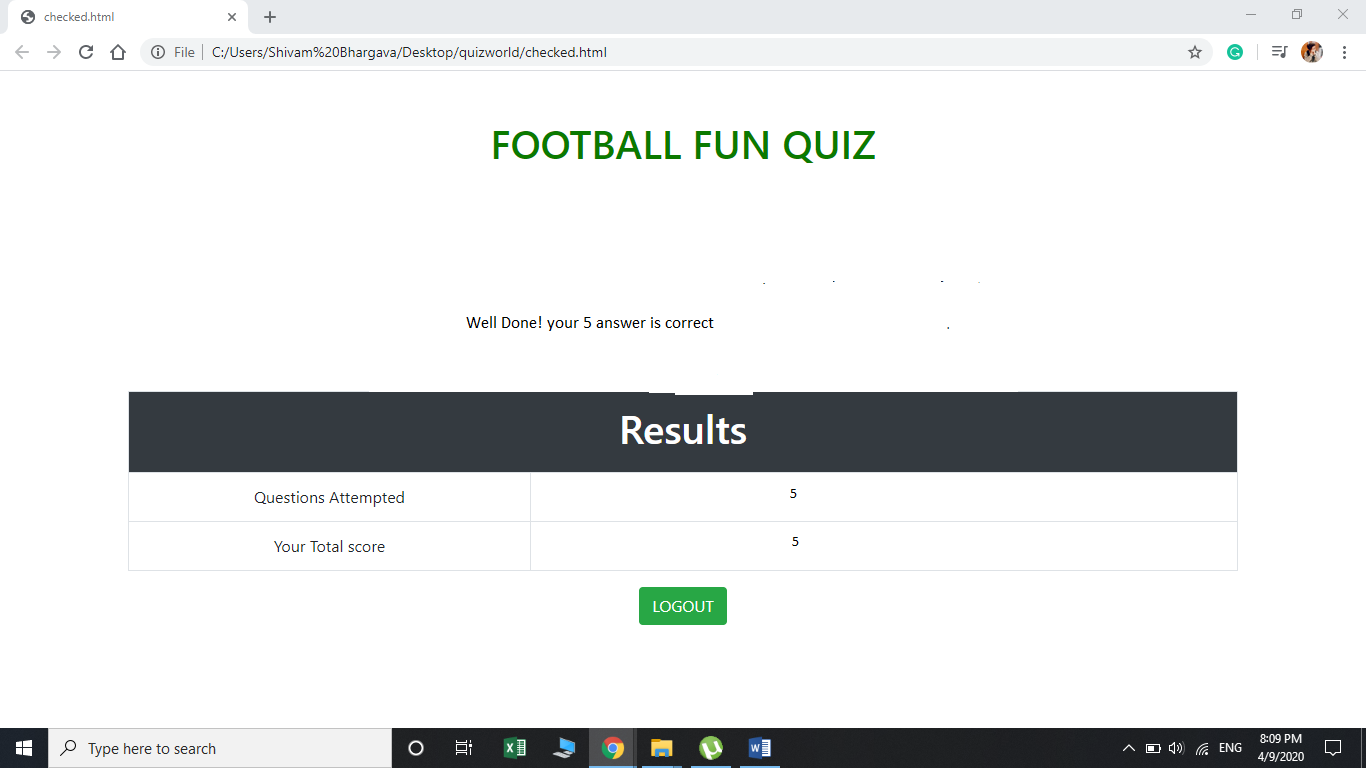 checked.html
File
C:/Users/Shivam%20Bhargava/Desktop/quizworld/checked.html
FOOTBALL FUN QUIZ
Well Done! your 5 answer is correct
Results
Questions Attempted 5
Your Total score 5
LOGOUT
Type here to search
ENG
8:09 PM
4/9/2020